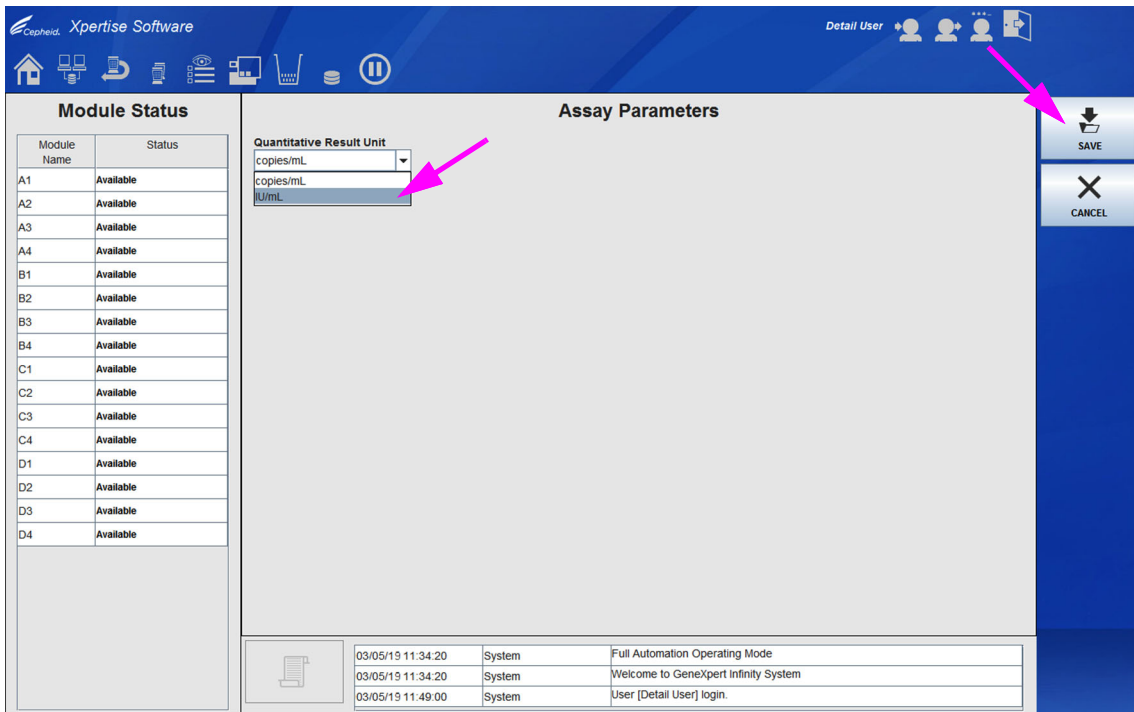 Cepheid. Xpertise Software
Detail User
Module Status
Module Name Status
A1 Available
A2 Available
A3 Available
A4 Available
B1 Available
B2 Available
B3 Available
B4 Available
C1 Available
C2 Available
C3 Available
C4 Available
D1 Available
D2 Available
D3 Available
D4 Available
Assay Parameters
Quantitative Result Unit
copies/mL
copies/mL
IU/mL
SAVE
CANCEL
03/05/19 11:34:20 System Full Automation Operating Mode
03/05/19 11:34:20 System Welcome to GeneXpert Infinity System
03/05/19 11:49:00 System User [Detail User] login.